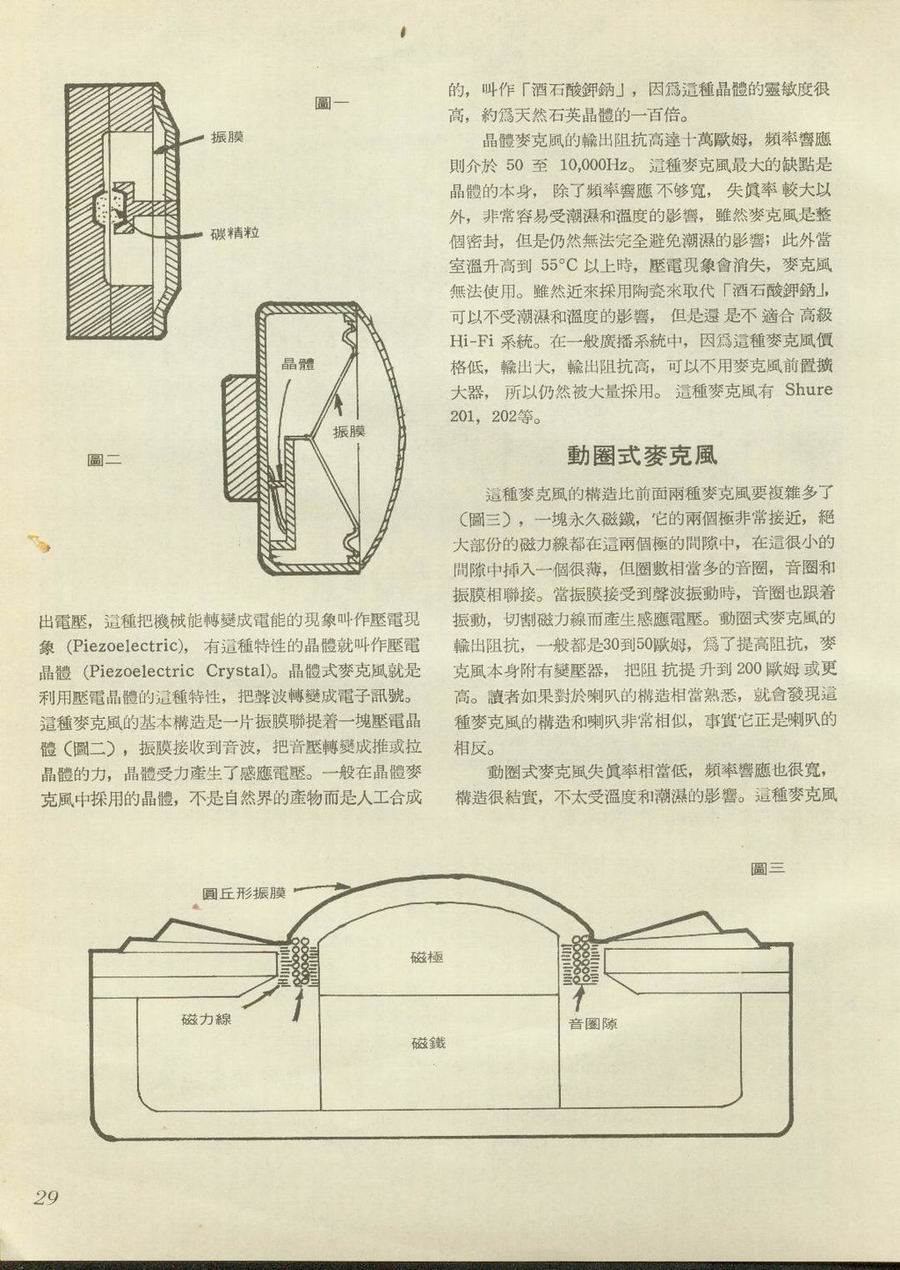 圖一
振膜
碳精粒
晶體
振膜
圖二
出電壓，這種把機械能轉變成電能的現象叫作壓電現
象 (Piezoelectric)， 有這種特性的晶體就叫作壓電
晶體 (Piezoelectric Crystal)。晶體式麥克風就是
利用壓電晶體的這種特性，把聲波轉變成電子訊號。
這種麥克風的基本構造是一片振膜聯提着一塊壓電晶
體（圖二），振膜接收到音波，把音壓轉變成推或拉
晶體的力，晶體受力產生了感應電壓。一般在晶體麥
克風中採用的晶體，不是自然界的產物而是人工合成
的，叫作「酒石酸鉀鈉」，因爲這種晶體的靈敏度很
高，約爲天然石英晶體的一百倍。
晶體麥克風的輸出阻抗高達十萬歐姆，頻率響應
則介於 50 至 10,000Hz。 這種麥克風最大的缺點是
晶體的本身， 除了頻率響應不够寬， 失眞率較大以
外，非常容易受潮濕和溫度的影響，雖然麥克風是整
個密封，但是仍然無法完全避免潮濕的影響；此外當
室溫升高到 55°C 以上時，壓電現象會消失，麥克風
無法使用。雖然近來採用陶瓷來取代「酒石酸鉀鈉」，
可以不受潮濕和溫度的影響， 但是還是不適合高級
Hi-Fi 系統。在一般廣播系統中，因爲這種麥克風價
格低，輸出大，輸出阻抗高，可以不用麥克風前置擴
大器， 所以仍然被大量採用。 這種麥克風有 Shure
201，202等。
動圈式麥克風
這種麥克風的構造比前面兩種麥克風要複雜多了
（圖三），一塊永久磁鐵，它的兩個極非常接近，絕
大部份的磁力線都在這兩個極的間隙中，在這很小的
間隙中揷入一個很薄，但圈數相當多的音圈，音圈和
振膜相聯接。當振膜接受到聲波振動時，音圈也跟着
振動，切割磁力線而產生感應電壓。動圈式麥克風的
輸出阻抗，一般都是30到50歐姆，爲了提高阻抗，麥
克風本身附有變壓器， 把阻抗提升到 200 歐姆或更
高。讀者如果對於喇叭的構造相當熟悉，就會發現這
種麥克風的構造和喇叭非常相似，事實它正是喇叭的
相反。
動圈式麥克風失眞率相當低，頻率響應也很寬，
構造很結實，不太受溫度和潮濕的影響。這種麥克風
圖三
圓丘形振膜
磁極
磁力線
音圈隙
磁鐵
29